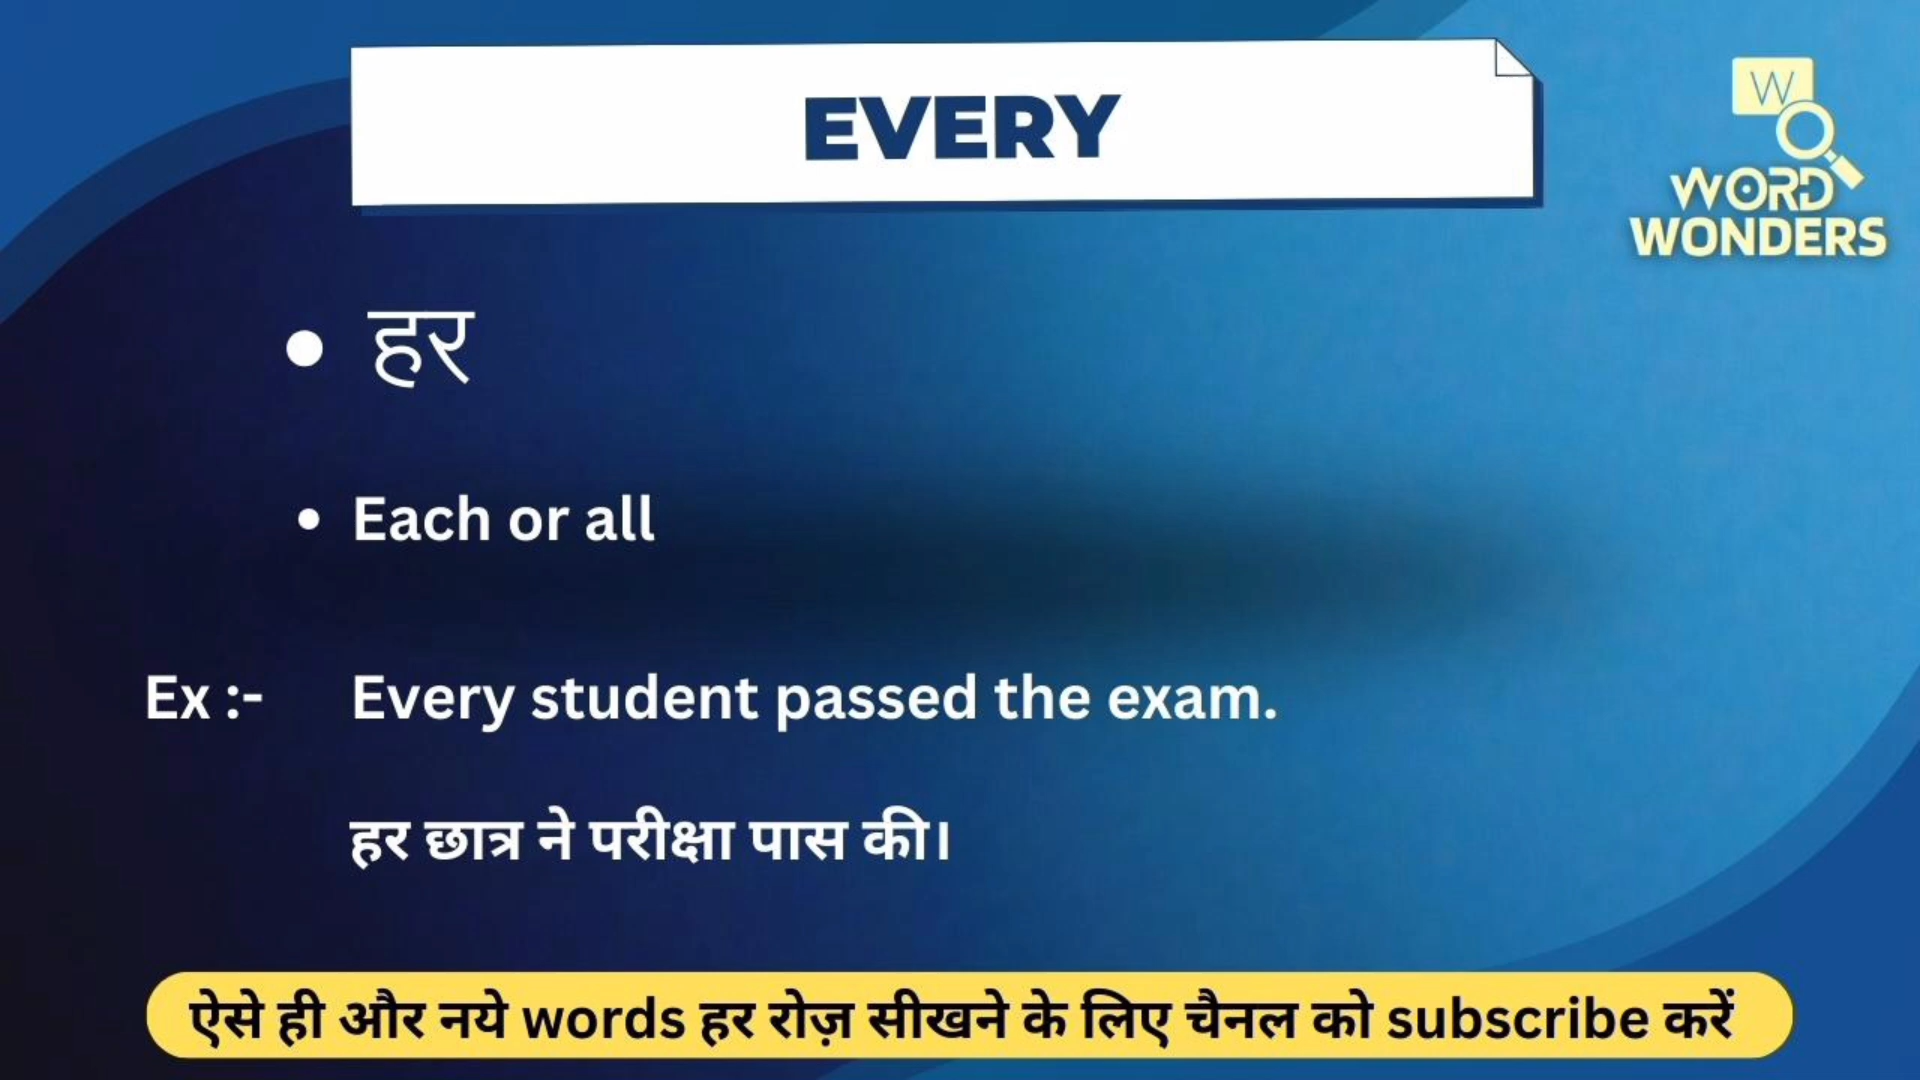 EVERY
W
WORD
WONDERS
• हर
• Each or all
Ex :- Every student passed the exam.
हर छात्र ने परीक्षा पास की।
ऐसे ही और नये words हर रोज़ सीखने के लिए चैनल को subscribe करें